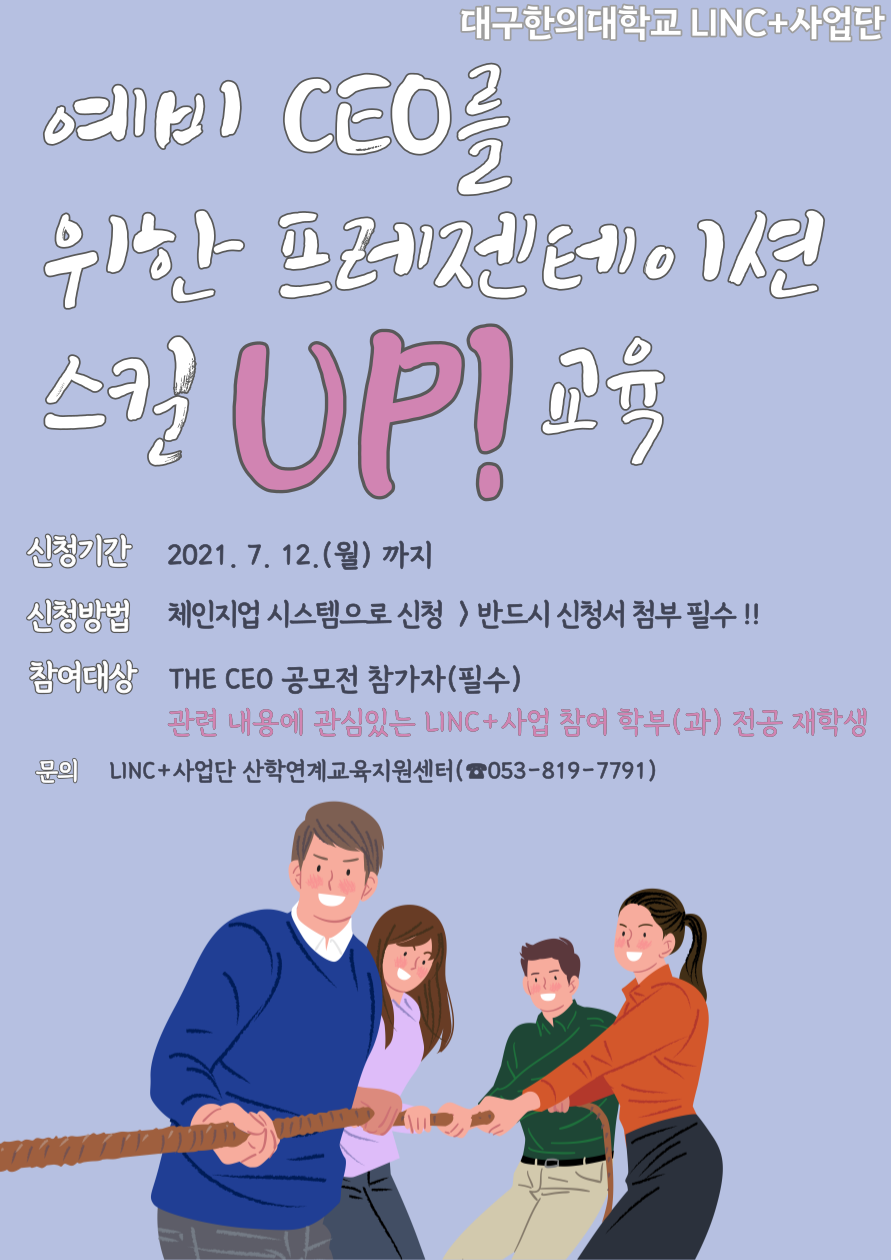 대구한의대학교 LINC+사업단
예비 CEO를
위한 프레젠테이션
스킬 UP! 교육
신청기간 2021. 7. 12.(월) 까지
신청방법 체인지업 시스템으로 신청 > 반드시 신청서 첨부 필수 !!
참여대상 THE CEO 공모전 참가자(필수)
관련 내용에 관심있는 LINC+사업 참여 학부(과) 전공 재학생
문의 LINC+사업단 산학연계교육지원센터(☎053-819-7791)